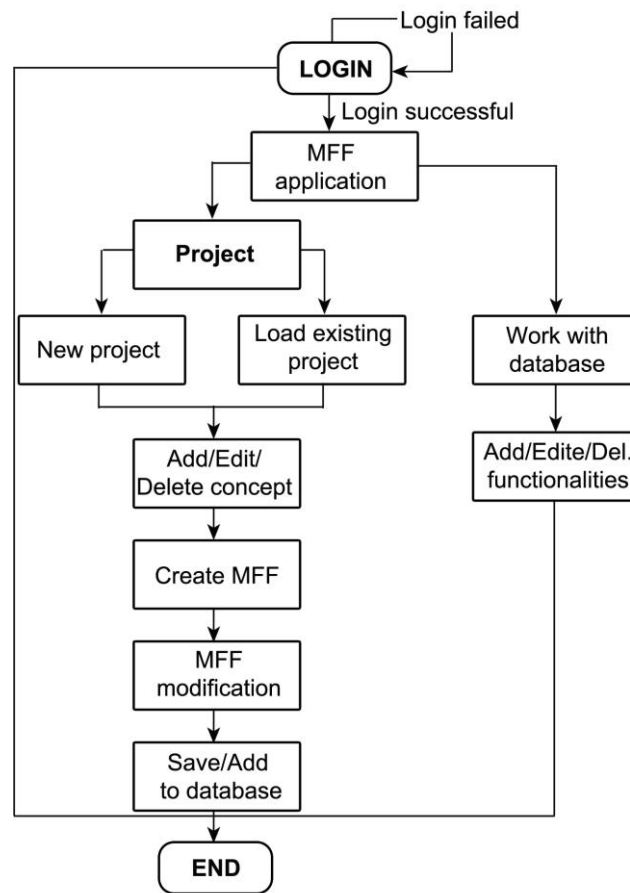 Login failed
LOGIN
Login successful
MFF
application
Project
New project
Load existing
project
Work with
database
Add/Edit/
Delete concept
Add/Edite/Del.
functionalities
Create MFF
MFF
modification
Save/Add
to database
END